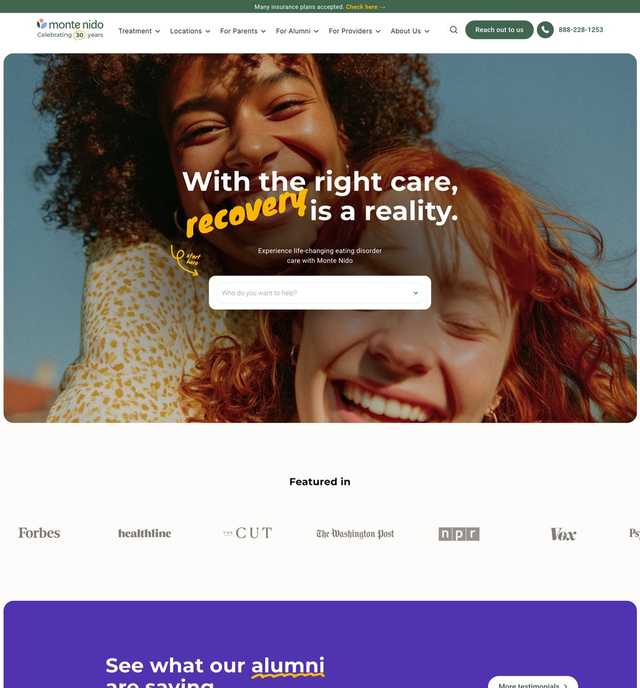 Many insurance plans accepted. Check here →
monte nido
Celebrating 30 years
Treatment
Locations
For Parents
For Alumni
For Providers
About Us
Reach out to us
888-228-1253
With the right care,
recovery is a reality.
start
here
Experience life-changing eating disorder
care with Monte Nido
Who do you want to help?
Featured in
Forbes
healthline
THE CUT
The Washington Post
npr
Vox
See what our alumni
are saying
More testimonials